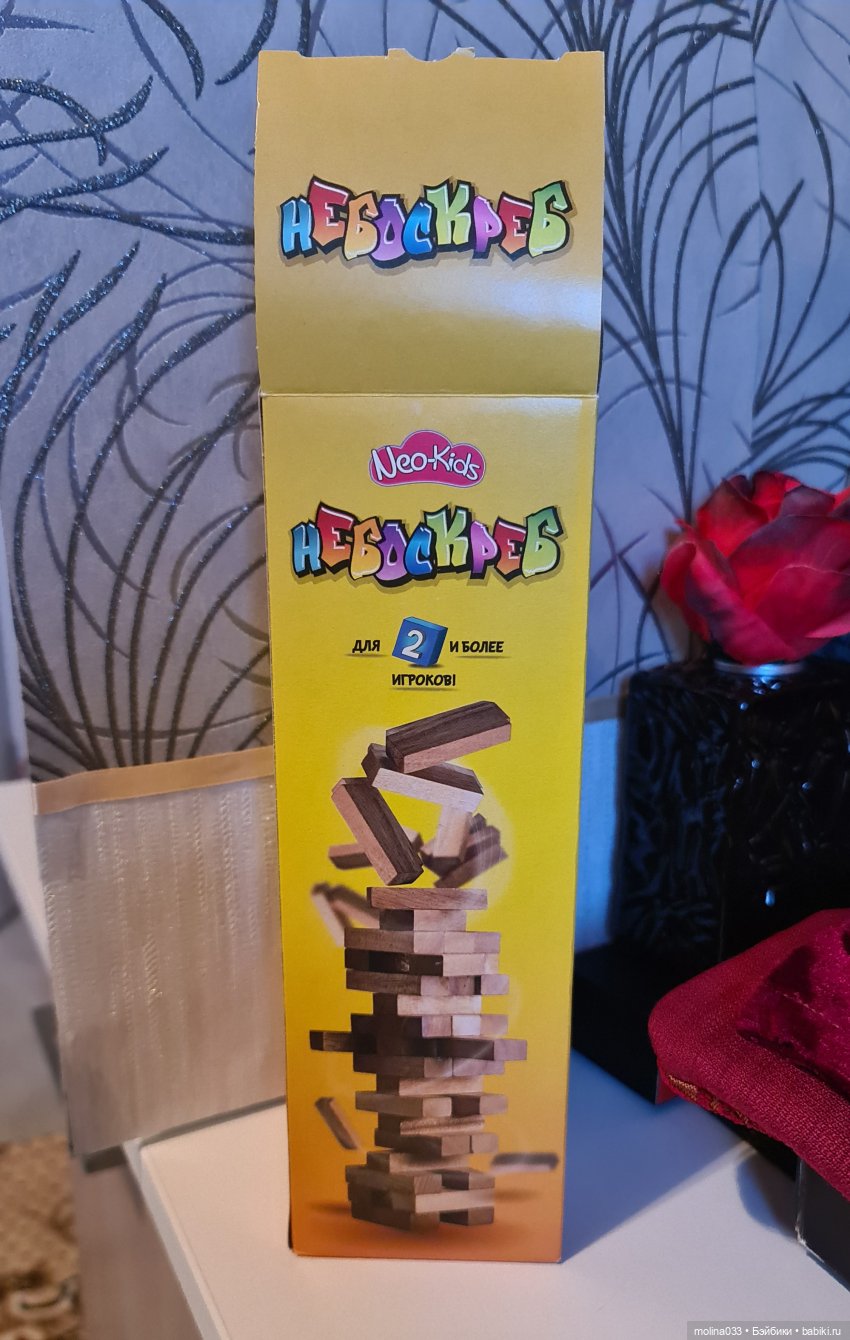 НЕБОСКРЕБ
Neo-Kids
НЕБОСКРЕБ
ДЛЯ 2 И БОЛЕЕ
ИГРОКОВ!
molina033 • Бэйбики • babiki.ru